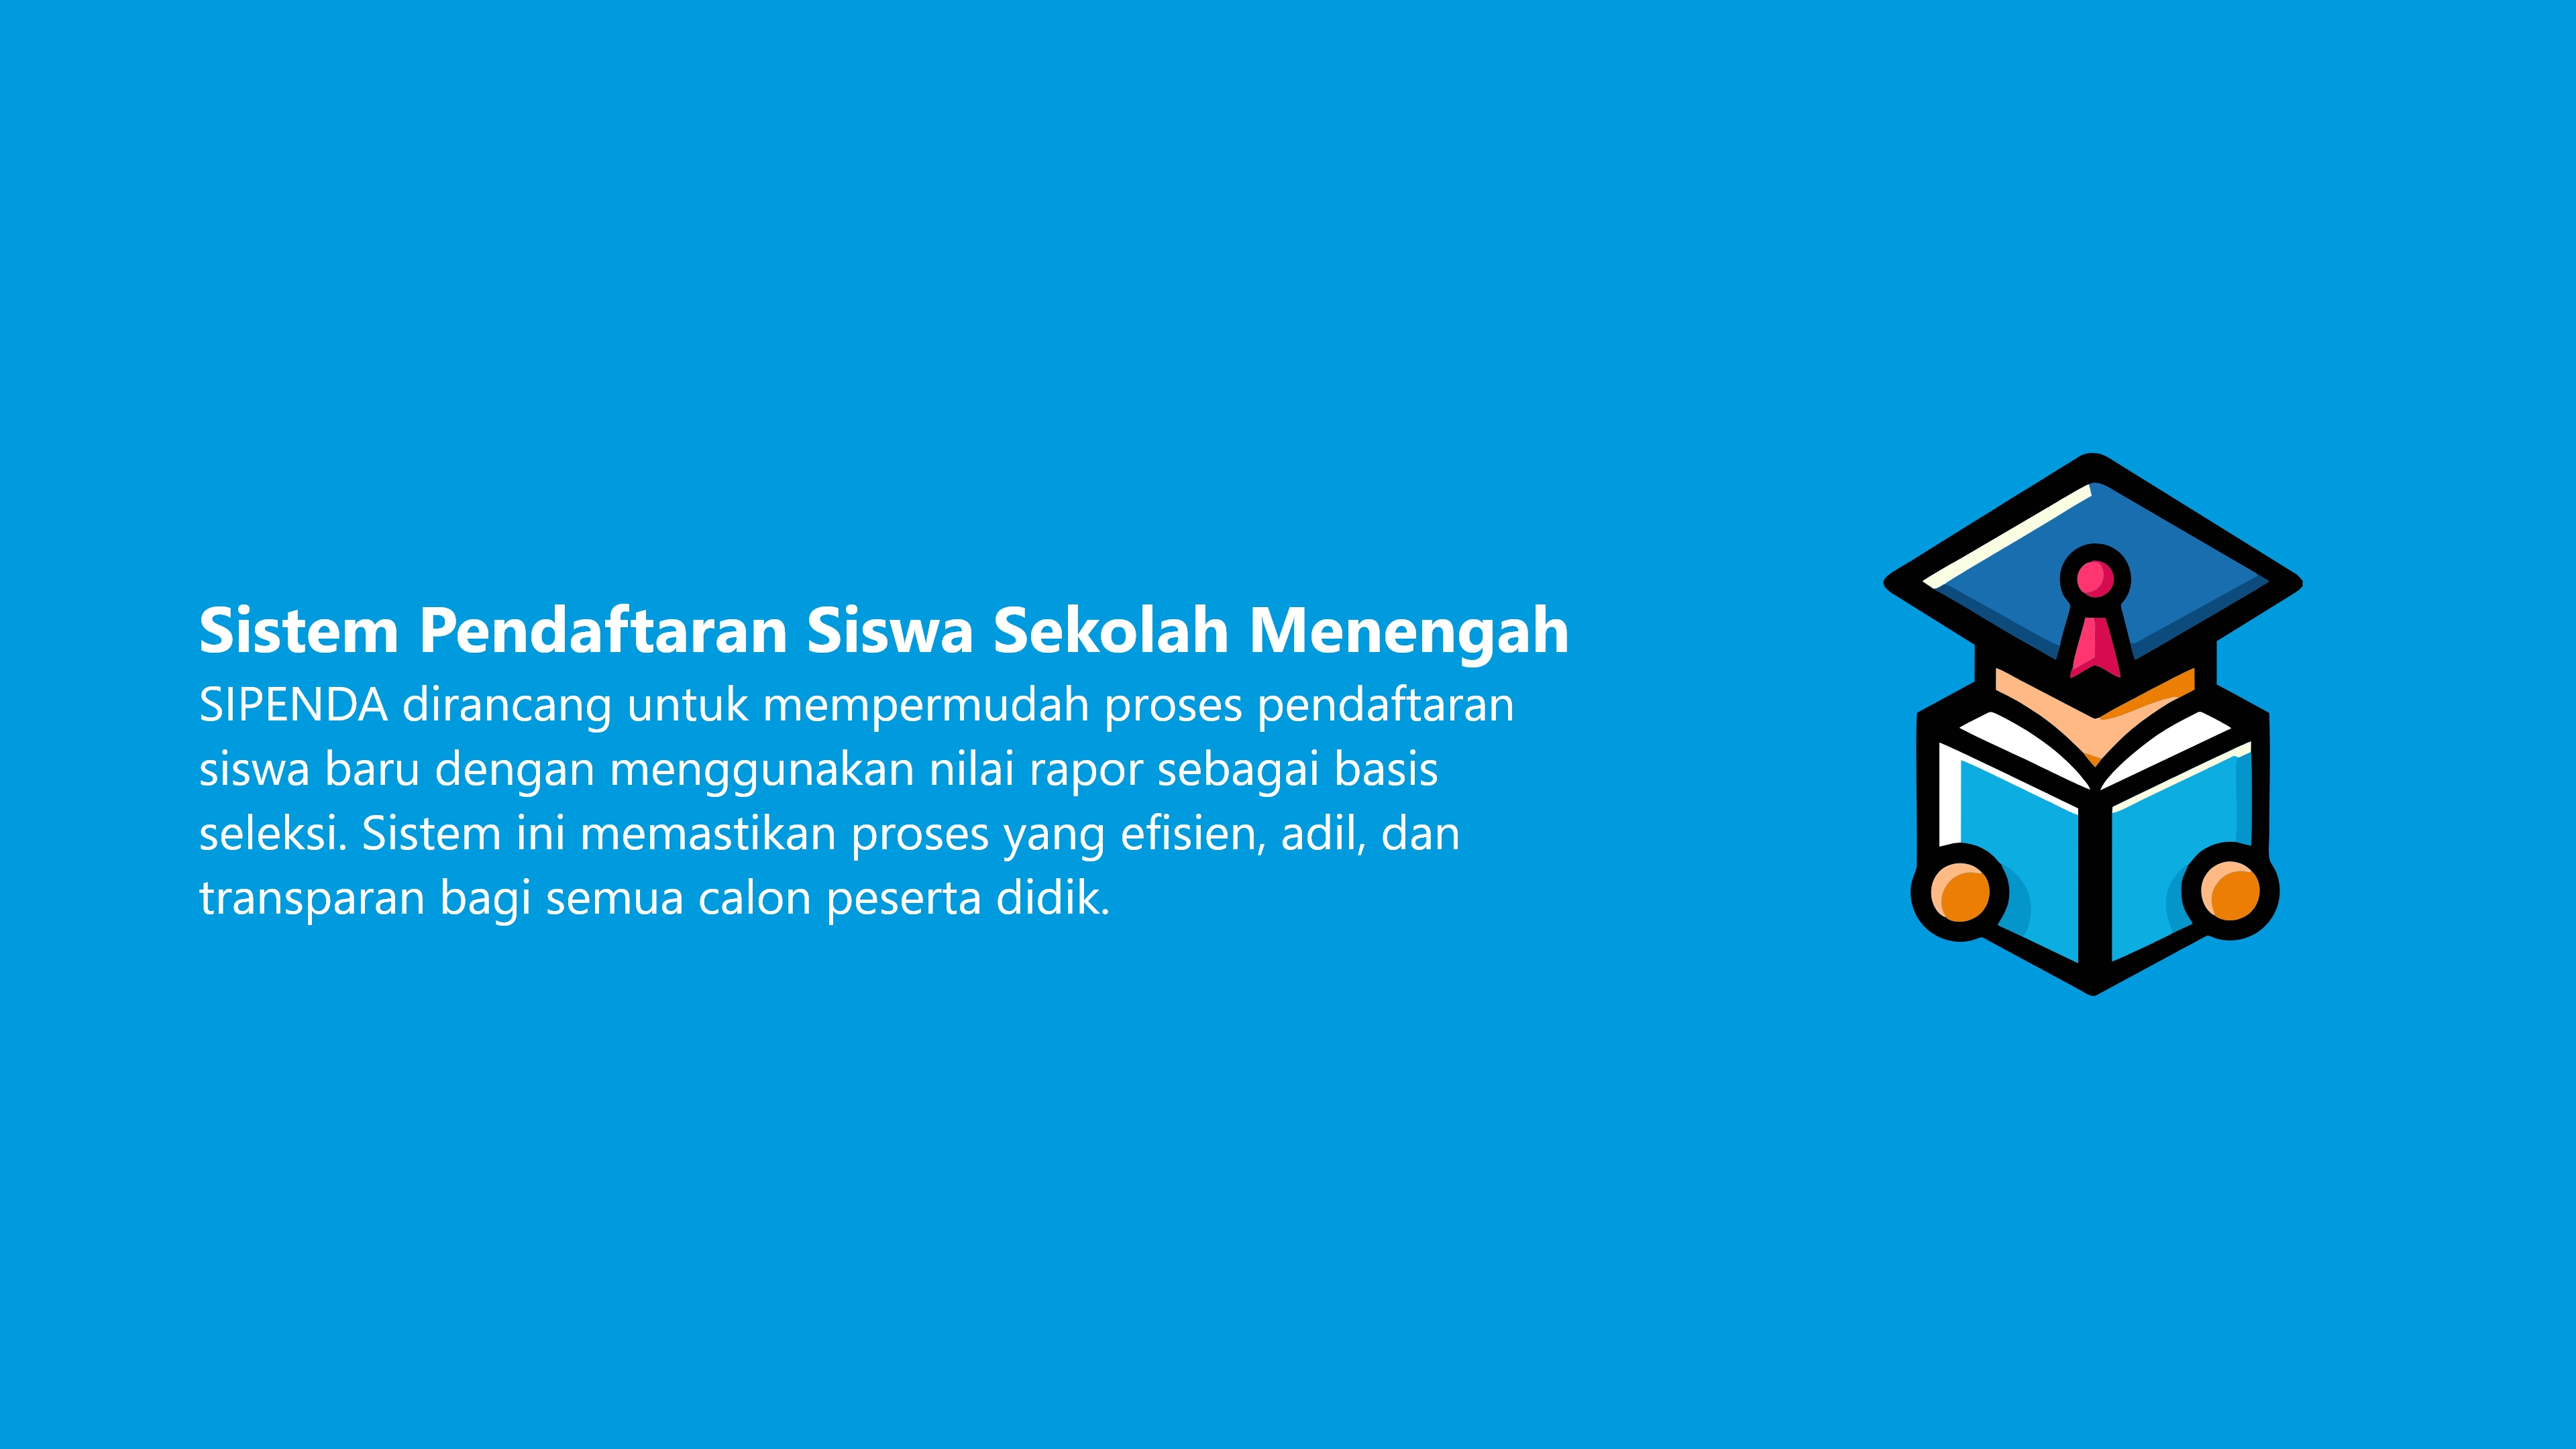 Sistem Pendaftaran Siswa Sekolah Menengah
SIPENDA dirancang untuk mempermudah proses pendaftaran
siswa baru dengan menggunakan nilai rapor sebagai basis
seleksi. Sistem ini memastikan proses yang efisien, adil, dan
transparan bagi semua calon peserta didik.